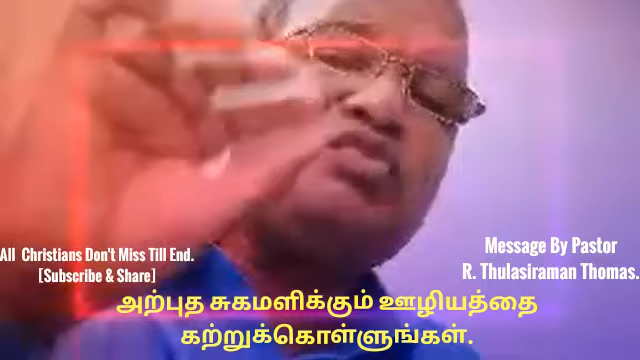 All Christians Don't Miss Till End.
[Subscribe & Share]
Message By Pastor
R. Thulasiraman Thomas.
அற்புத சுகமளிக்கும் ஊழியத்தை
கற்றுக்கொள்ளுங்கள்.